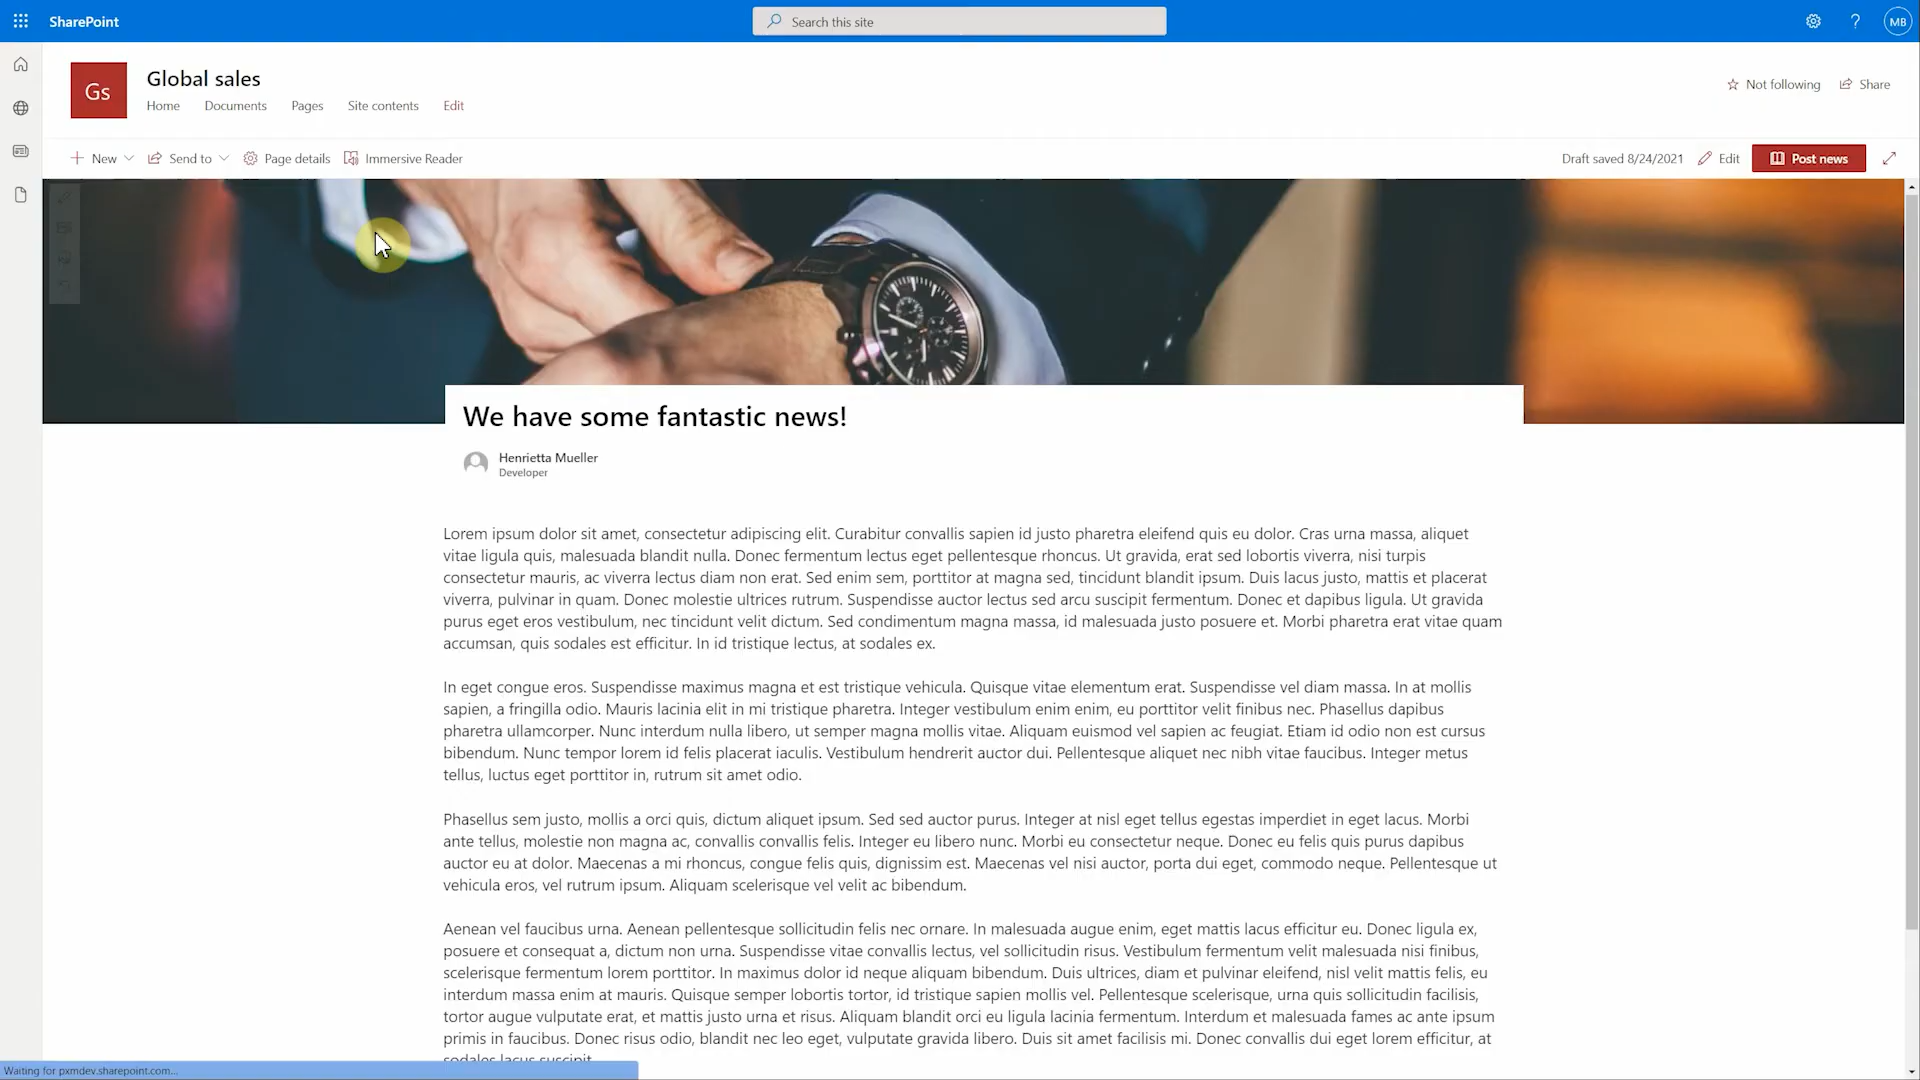 SharePoint
Search this site
MB
Gs
Global sales
Home Documents Pages Site contents Edit
Not following Share
New Send to Page details Immersive Reader
Draft saved 8/24/2021 Edit Post news
We have some fantastic news!
Henrietta Mueller
Developer
Lorem ipsum dolor sit amet, consectetur adipiscing elit. Curabitur convallis sapien id justo pharetra eleifend quis eu dolor. Cras urna massa, aliquet
vitae ligula quis, malesuada blandit nulla. Donec fermentum lectus eget pellentesque rhoncus. Ut gravida, erat sed lobortis viverra, nisi turpis
consectetur mauris, ac viverra lectus diam non erat. Sed enim sem, porttitor at magna sed, tincidunt blandit ipsum. Duis lacus justo, mattis et placerat
viverra, pulvinar in quam. Donec molestie ultrices rutrum. Suspendisse auctor lectus sed arcu suscipit fermentum. Donec et dapibus ligula. Ut gravida
purus eget eros vestibulum, nec tincidunt velit dictum. Sed condimentum magna massa, id malesuada justo posuere et. Morbi pharetra erat vitae quam
accumsan, quis sodales est efficitur. In id tristique lectus, at sodales ex.
In eget congue eros. Suspendisse maximus magna et est tristique vehicula. Quisque vitae elementum erat. Suspendisse vel diam massa. In at mollis
sapien, a fringilla odio. Mauris lacinia elit in mi tristique pharetra. Integer vestibulum enim enim, eu porttitor velit finibus nec. Phasellus dapibus
pharetra ullamcorper. Nunc interdum nulla libero, ut semper magna mollis vitae. Aliquam euismod vel sapien ac feugiat. Etiam id odio non est cursus
bibendum. Nunc tempor lorem id felis placerat iaculis. Vestibulum hendrerit auctor dui. Pellentesque aliquet nec nibh vitae faucibus. Integer metus
tellus, luctus eget porttitor in, rutrum sit amet odio.
Phasellus sem justo, mollis a orci quis, dictum aliquet ipsum. Sed sed auctor purus. Integer at nisl eget tellus egestas imperdiet in eget lacus. Morbi
ante tellus, molestie non magna ac, convallis convallis felis. Integer eu libero nunc. Morbi eu consectetur neque. Donec eu felis quis purus dapibus
auctor eu at dolor. Maecenas a mi rhoncus, congue felis quis, dignissim est. Maecenas vel nisi auctor, porta dui eget, commodo neque. Pellentesque ut
vehicula eros, vel rutrum ipsum. Aliquam scelerisque vel velit ac bibendum.
Aenean vel faucibus urna. Aenean pellentesque sollicitudin felis nec ornare. In malesuada augue enim, eget mattis lacus efficitur eu. Donec ligula ex,
posuere et consequat a, dictum non urna. Suspendisse vitae convallis lectus, vel sollicitudin risus. Vestibulum fermentum velit malesuada nisi finibus,
scelerisque fermentum lorem porttitor. In maximus dolor id neque aliquam bibendum. Duis ultrices, diam et pulvinar eleifend, nisl velit mattis felis, eu
interdum massa enim at mauris. Quisque semper lobortis tortor, id tristique sapien mollis vel. Pellentesque scelerisque, urna quis sollicitudin facilisis,
tortor augue vulputate erat, et mattis justo urna et risus. Aliquam blandit orci eu ligula lacinia fermentum. Interdum et malesuada fames ac ante ipsum
primis in faucibus. Donec risus odio, blandit nec leo eget, vulputate gravida libero. Duis sit amet facilisis mi. Donec convallis dui eget lorem efficitur, at
sodales lacus suscipit.
Waiting for pxmdev.sharepoint.com...